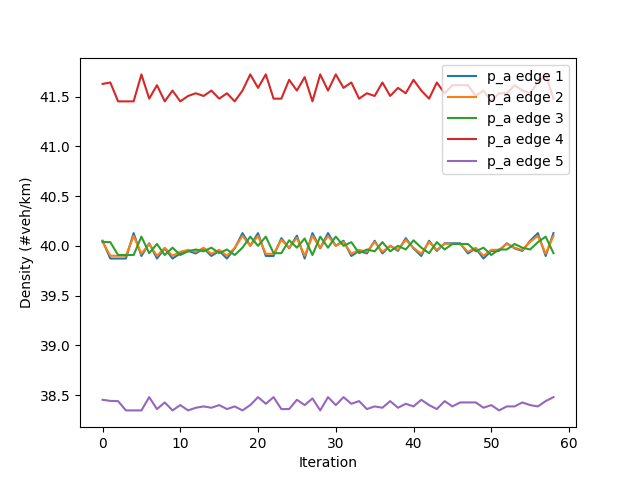 p_a edge 1
p_a edge 2
p_a edge 3
p_a edge 4
p_a edge 5
41.5
41.0
40.5
40.0
39.5
39.0
38.5
Density (#veh/km)
0 10 20 30 40 50 60
Iteration